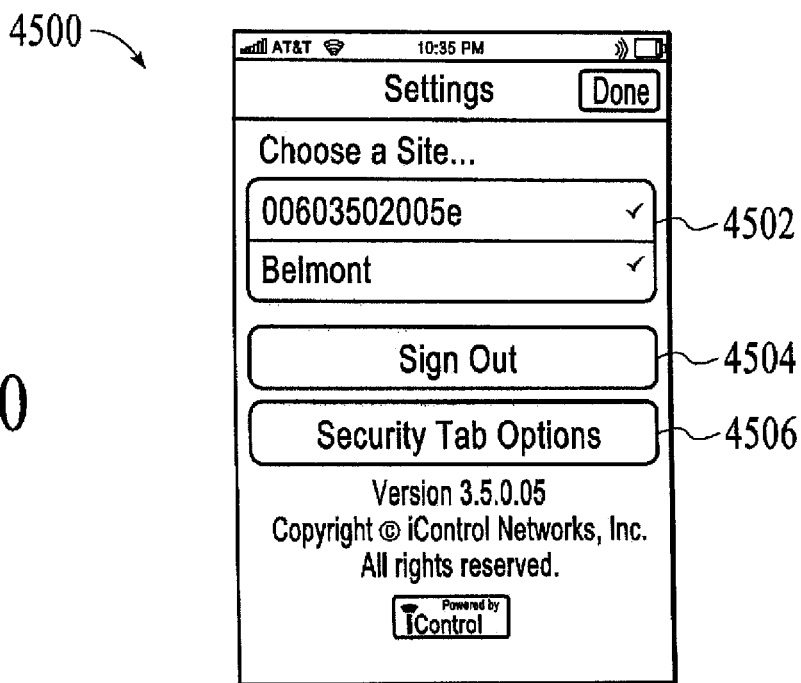 4500
AT&T 10:35 PM
Settings Done
Choose a Site...
00603502005e
4502
Belmont
Sign Out
4504
0
Security Tab Options
4506
Version 3.5.0.05
Copyright © iControl Networks, Inc.
All rights reserved.
Powered by
iControl